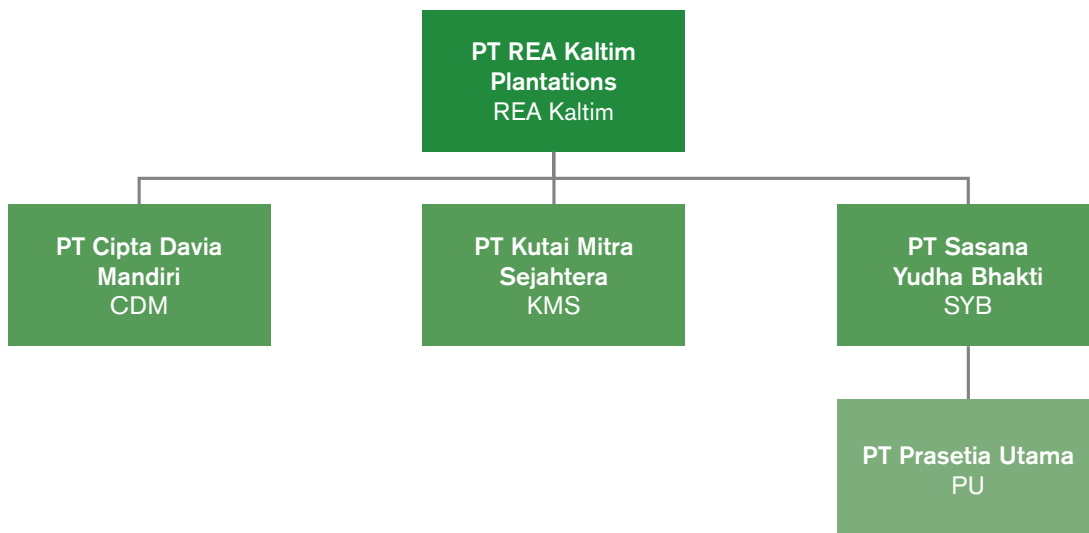 PT REA Kaltim
Plantations
REA Kaltim
PT Cipta Davia
Mandiri
CDM
PT Kutai Mitra
Sejahtera
KMS
PT Sasana
Yudha Bhakti
SYB
PT Prasetia Utama
PU